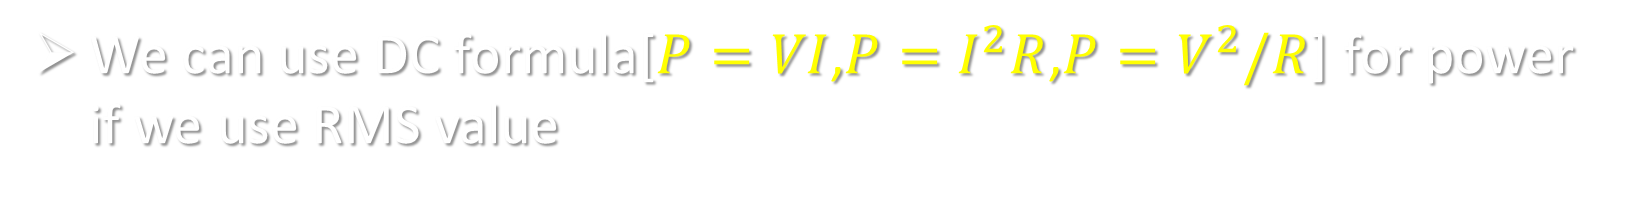 ➢ We can use DC formula[P = VI,P = I²R,P = V²/R] for power
if we use RMS value